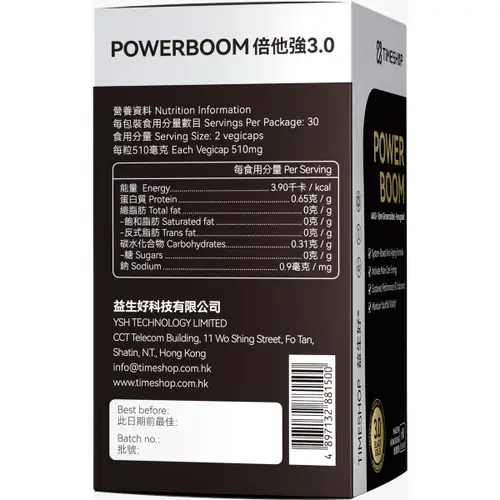 POWERBOOM 倍他強3.0
營養資料 Nutrition Information
每包裝食用分量數目 Servings Per Package: 30
食用分量 Serving Size: 2 vegicaps
每粒510毫克 Each Vegicap 510mg
每食用分量 Per Serving
能量 Energy 3.90千卡 / kcal
蛋白質 Protein 0.65克 / g
總脂肪 Total fat 0克 / g
-飽和脂肪 Saturated fat 0克 / g
-反式脂肪 Trans fat 0克 / g
碳水化合物 Carbohydrates 0.31克 / g
-糖 Sugars 0克 / g
鈉 Sodium 0.9毫克 / mg
益生好科技有限公司
YSH TECHNOLOGY LIMITED
CCT Telecom Building, 11 Wo Shing Street, Fo Tan,
Shatin, N.T., Hong Kong
info@timeshop.com.hk
www.timeshop.com.hk
Best before:
此日期前最佳:
Batch no.:
批號:
4 897132 881500
TIMESHOP
POWER
BOOM
TIMESHOP 益生好